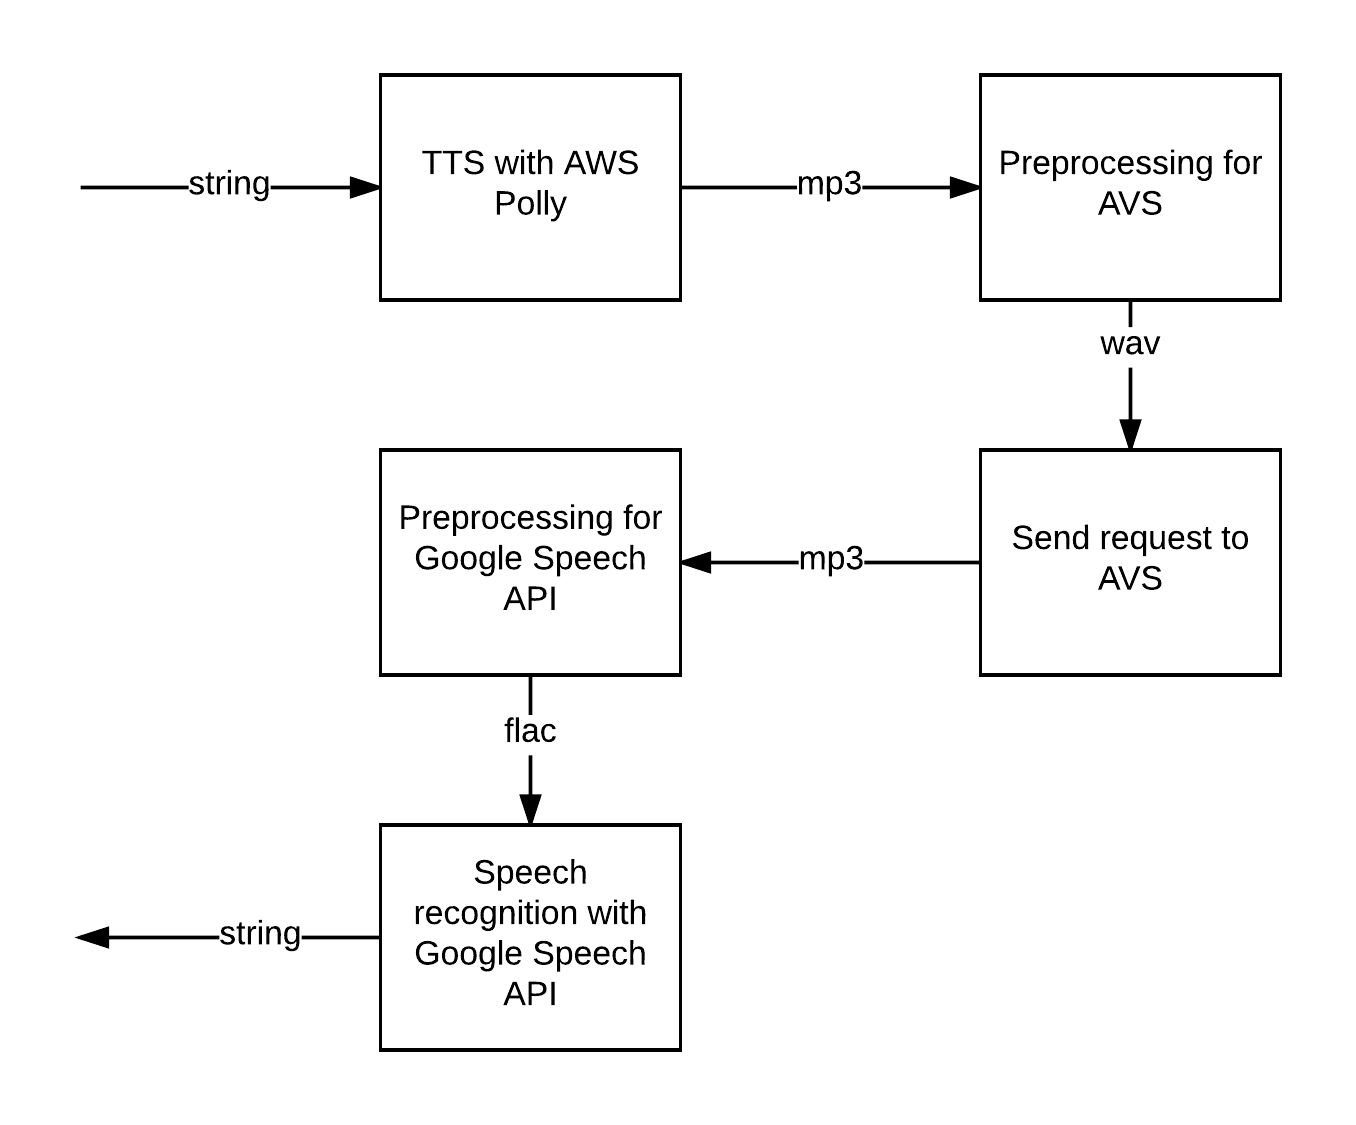 string
TTS with AWS
Polly
mp3
Preprocessing for
AVS
wav
Send request to
AVS
mp3
Preprocessing for
Google Speech
API
flac
Speech
recognition with
Google Speech
API
string